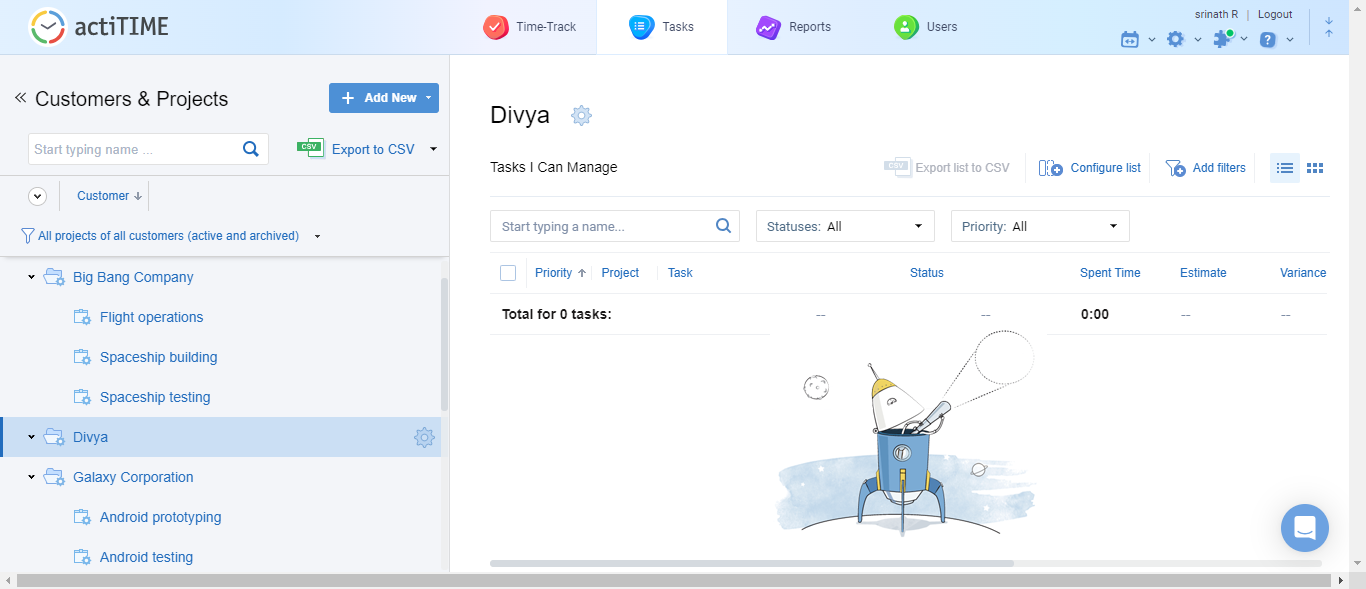 actiTIME
Time-Track
Tasks
Reports
Users
srinath R | Logout
Customers & Projects
Add New
Start typing name ...
CSV Export to CSV
Customer
All projects of all customers (active and archived)
Big Bang Company
Flight operations
Spaceship building
Spaceship testing
Divya
Galaxy Corporation
Android prototyping
Android testing
Divya
Tasks I Can Manage
CSV Export list to CSV
Configure list
Add filters
Start typing a name...
Statuses: All
Priority: All
Priority Project Task Status Spent Time Estimate Variance
Total for 0 tasks: -- -- 0:00 -- --